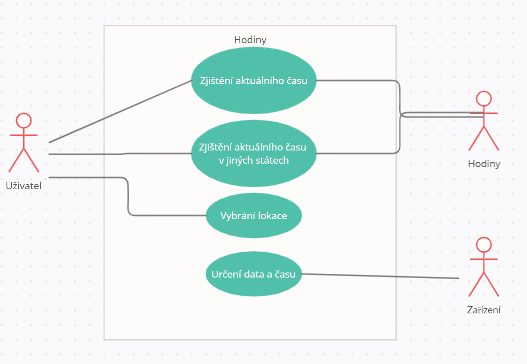 Hodiny
Zjištění aktuálního času
Zjištění aktuálního času
v jiných státech
Uživatel
Hodiny
Vybrání lokace
Určení data a času
Zařízení